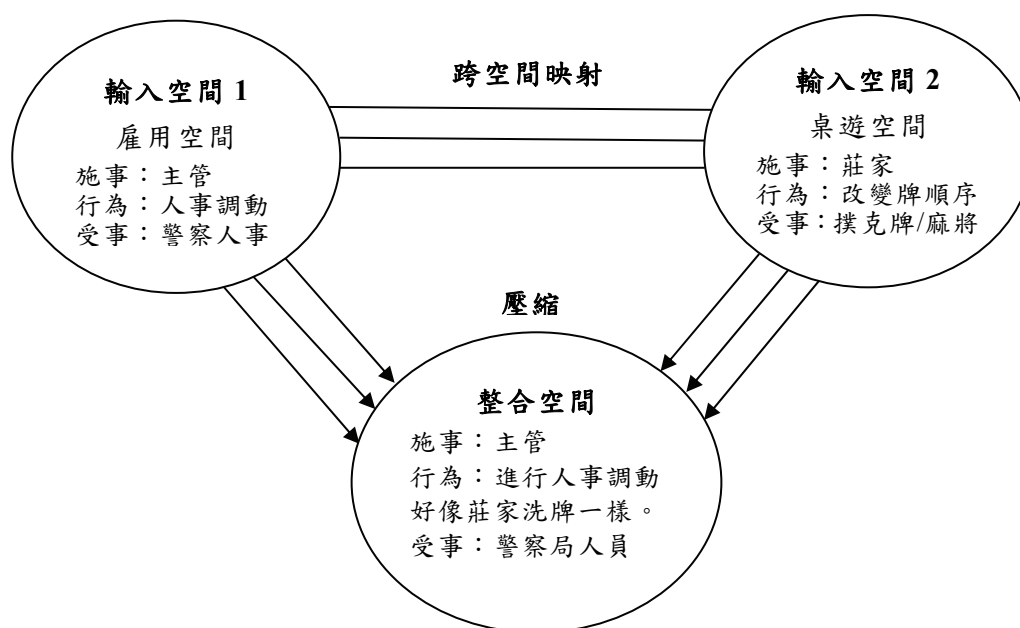 跨空間映射
輸入空間 1
雇用空間
施事：主管
行為：人事調動
受事：警察人事
輸入空間 2
桌遊空間
施事：莊家
行為：改變牌順序
受事：撲克牌/麻將
壓縮
整合空間
施事：主管
行為：進行人事調動
好像莊家洗牌一樣。
受事：警察局人員